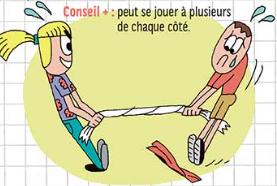 Conseil + : peut se jouer à plusieurs
de chaque côté.